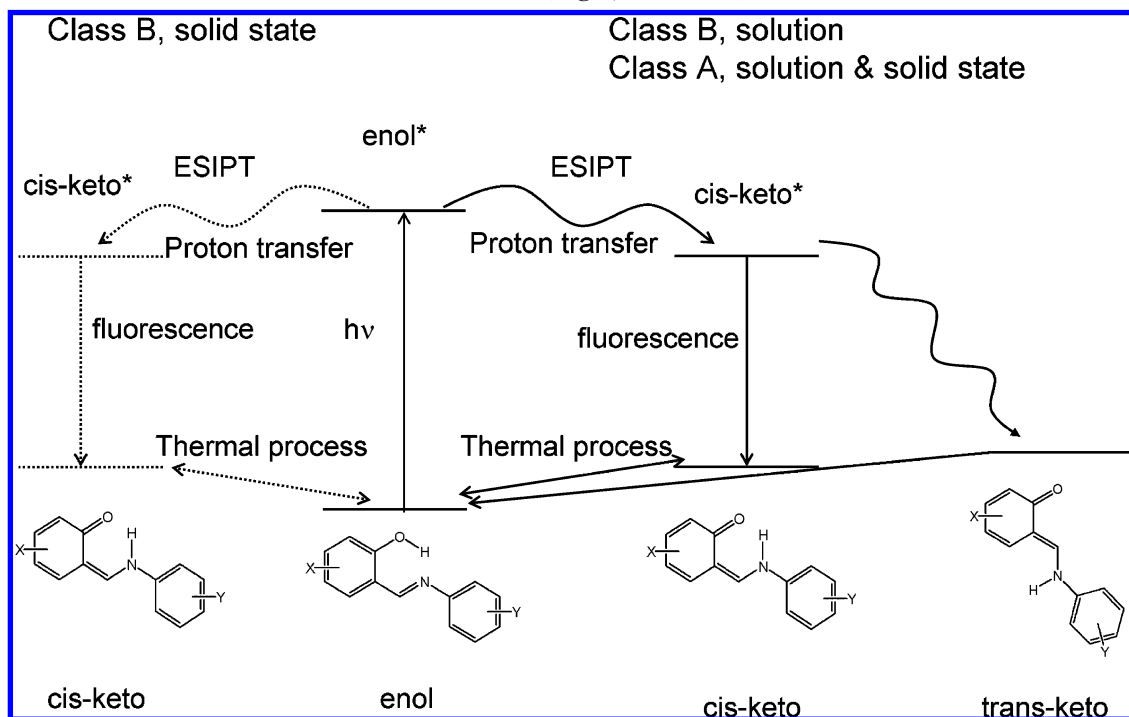 Class B, solid state
Class B, solution
Class A, solution & solid state
enol*
ESIPT
ESIPT
cis-keto*
cis-keto*
Proton transfer
Proton transfer
fluorescence
hν
fluorescence
Thermal process
Thermal process
X
O
H
N
Y
X
O
H
N
Y
X
O
H
N
Y
X
O
H
N
Y
cis-keto
enol
cis-keto
trans-keto